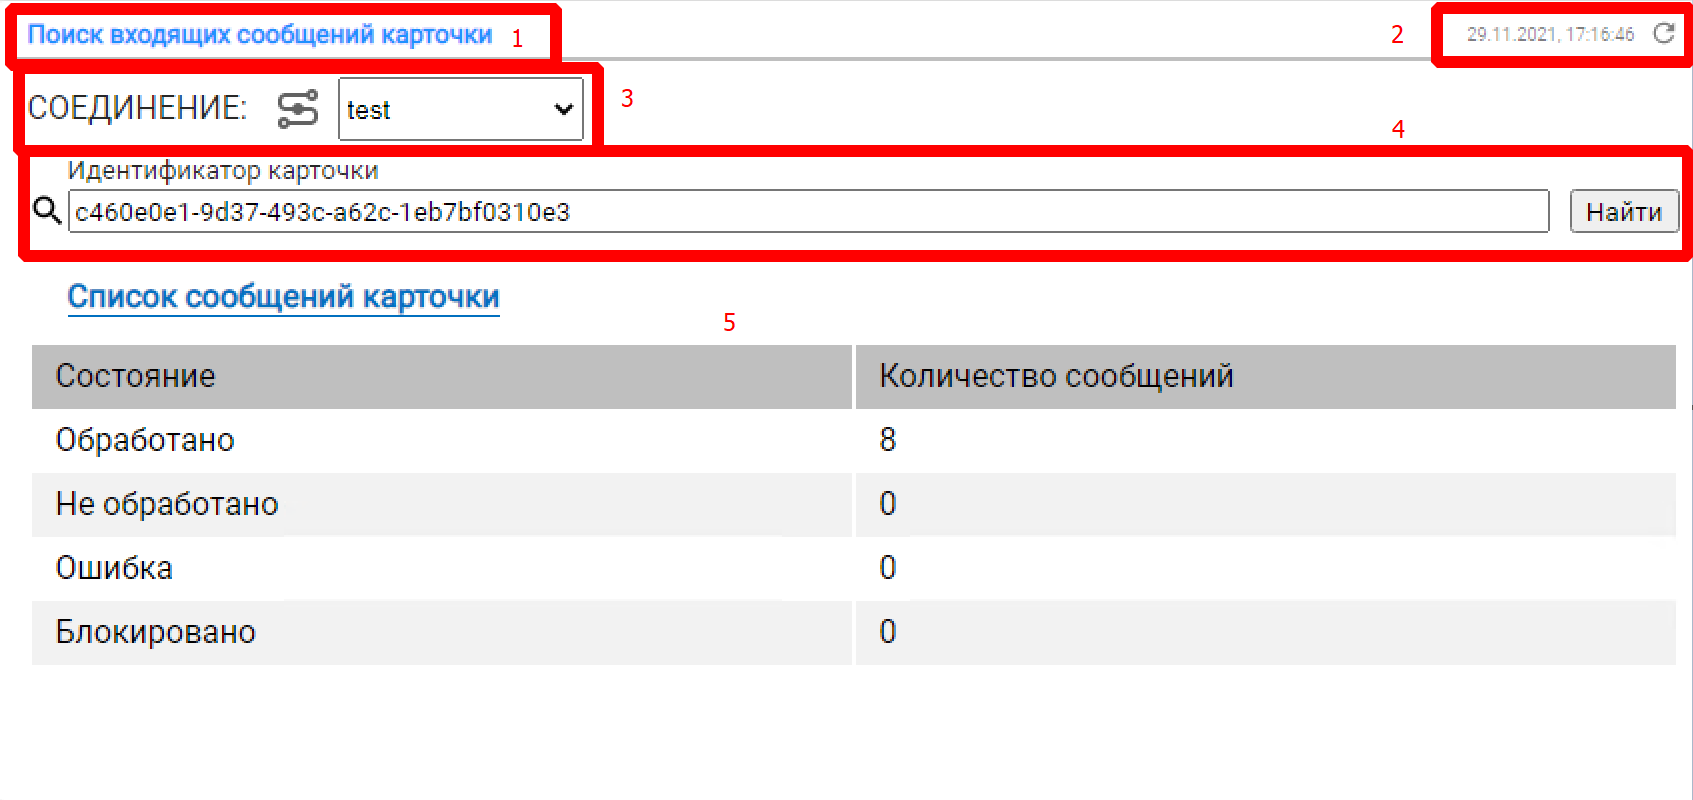 Поиск входящих сообщений карточки 1 2 29.11.2021, 17:16:46
СОЕДИНЕНИЕ: test 3
4
Идентификатор карточки
c460e0e1-9d37-493c-a62c-1eb7bf0310e3 Найти
Список сообщений карточки
5
Состояние Количество сообщений
Обработано 8
Не обработано 0
Ошибка 0
Блокировано 0